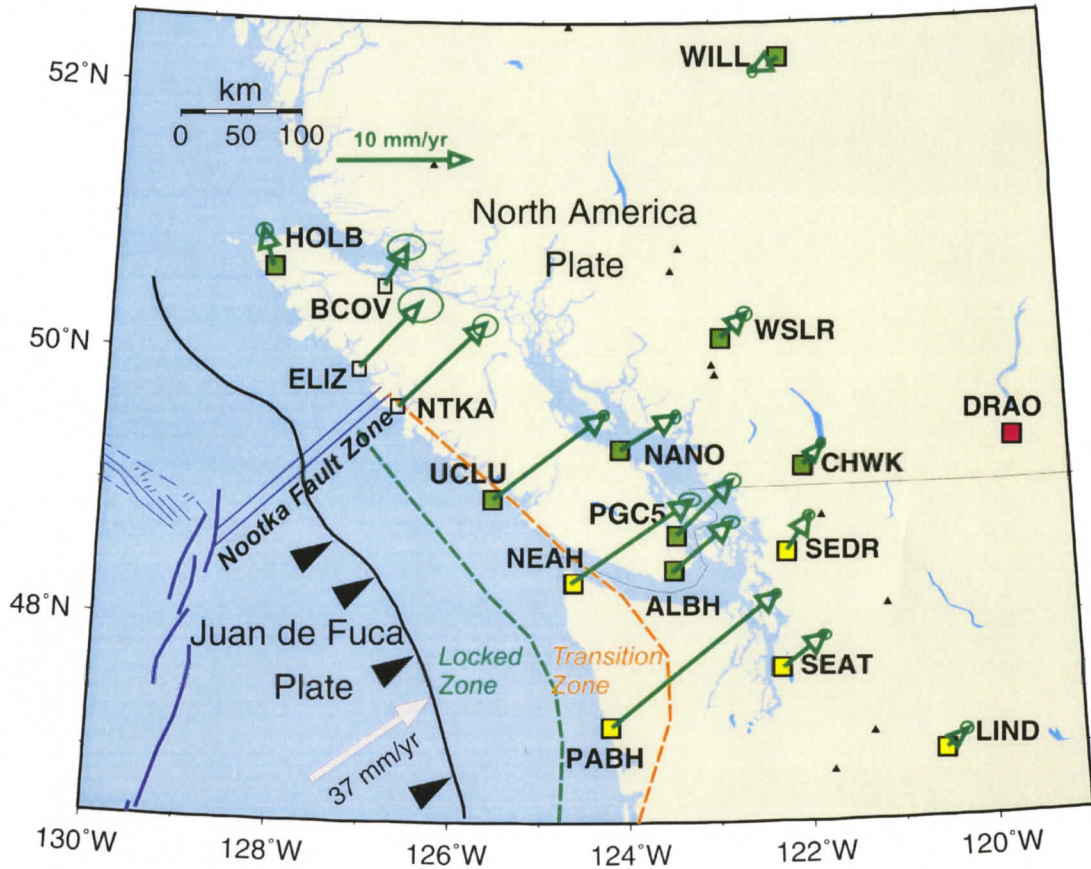 52°N
km
0 50 100
10 mm/yr
WILL
North America
Plate
HOLB
BCOV
50°N
WSLR
ELIZ
NTKA
DRAO
Nootka Fault Zone
UCLU
NANO
CHWK
PGC5
NEAH
SEDR
48°N
ALBH
Juan de Fuca
Plate
Locked
Zone
Transition
Zone
SEAT
37 mm/yr
PABH
LIND
130°W
128°W
126°W
124°W
122°W
120°W